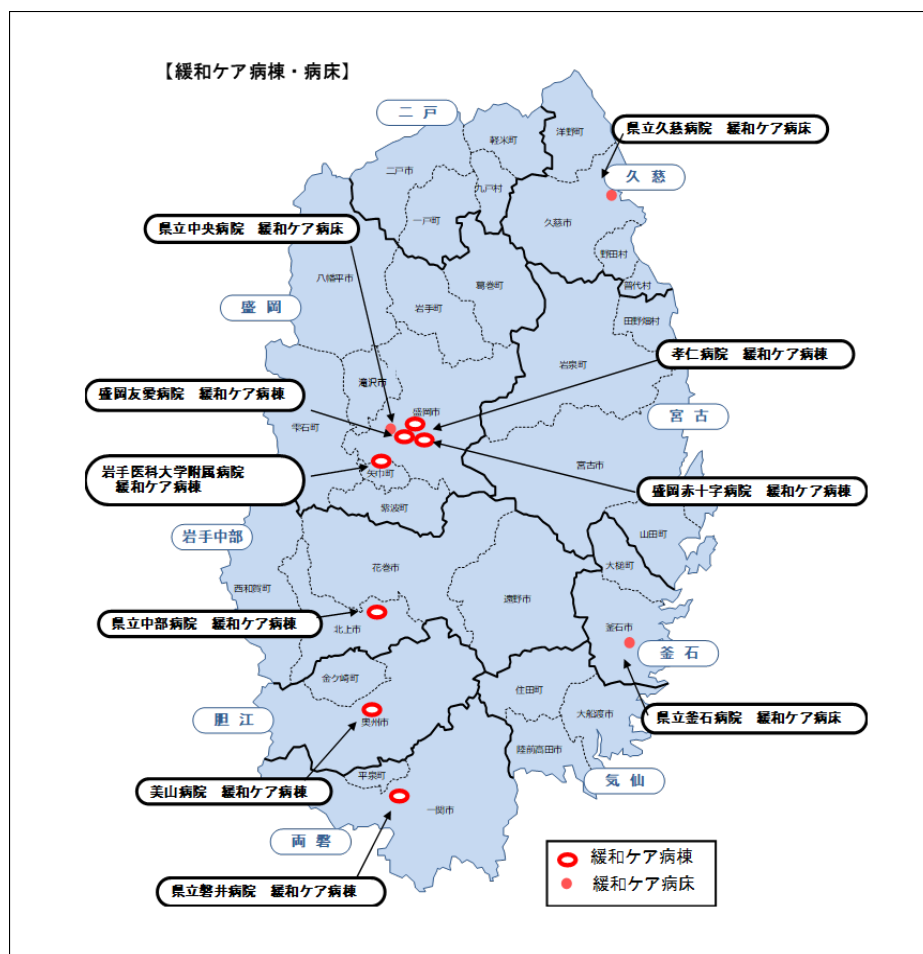 【緩和ケア病棟・病床】
二戸
県立久慈病院 緩和ケア病床
洋野町
軽米町
二戸市
九戸村
久慈
一戸町
久慈市
県立中央病院 緩和ケア病床
野田村
八幡平市
葛巻町
普代村
盛岡
岩手町
田野畑村
岩泉町
孝仁病院 緩和ケア病棟
滝沢市
盛岡友愛病院 緩和ケア病棟
盛岡市
宮古
雫石町
宮古市
岩手医科大学附属病院
緩和ケア病棟
矢巾町
盛岡赤十字病院 緩和ケア病棟
紫波町
山田町
岩手中部
花巻市
大槌町
西和賀町
遠野市
県立中部病院 緩和ケア病棟
北上市
釜石市
釜石
金ケ崎町
住田町
胆江
奥州市
大船渡市
県立釜石病院 緩和ケア病床
陸前高田市
平泉町
気仙
美山病院 緩和ケア病棟
一関市
両磐
緩和ケア病棟
緩和ケア病床
県立磐井病院 緩和ケア病棟